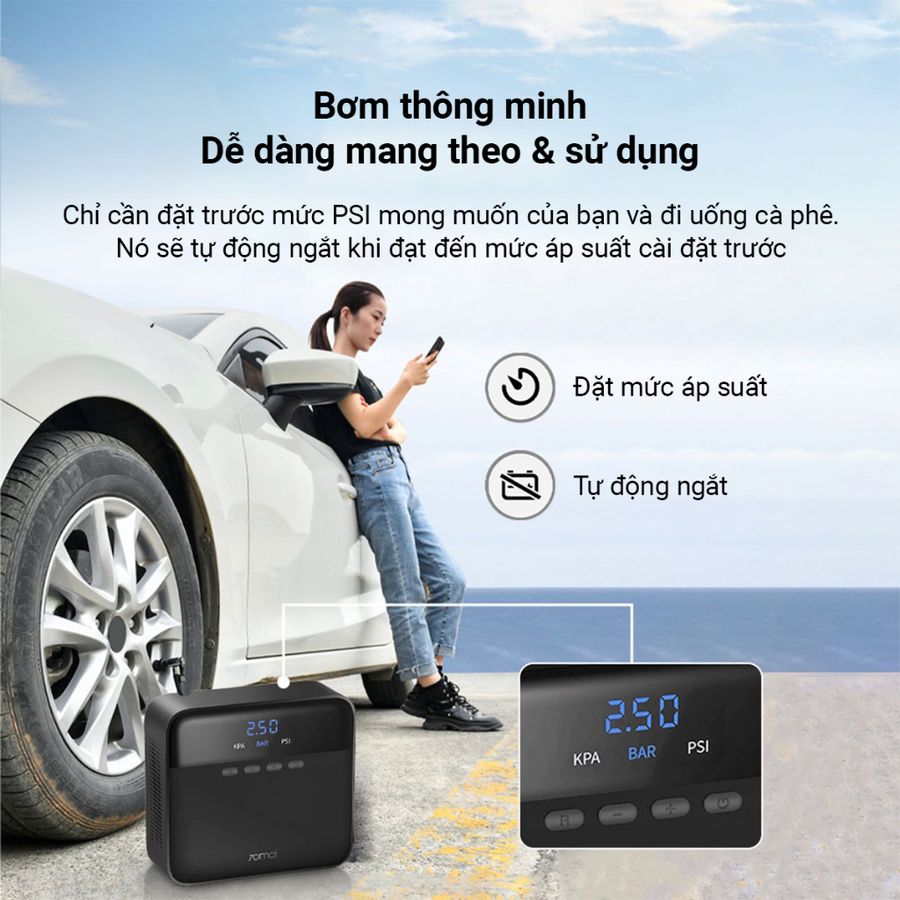 Bơm thông minh
Dễ dàng mang theo & sử dụng
Chỉ cần đặt trước mức PSI mong muốn của bạn và đi uống cà phê.
Nó sẽ tự động ngắt khi đạt đến mức áp suất cài đặt trước
Đặt mức áp suất
Tự động ngắt
2.50
KPA BAR PSI
70mai
2.50
KPA BAR PSI
R − +